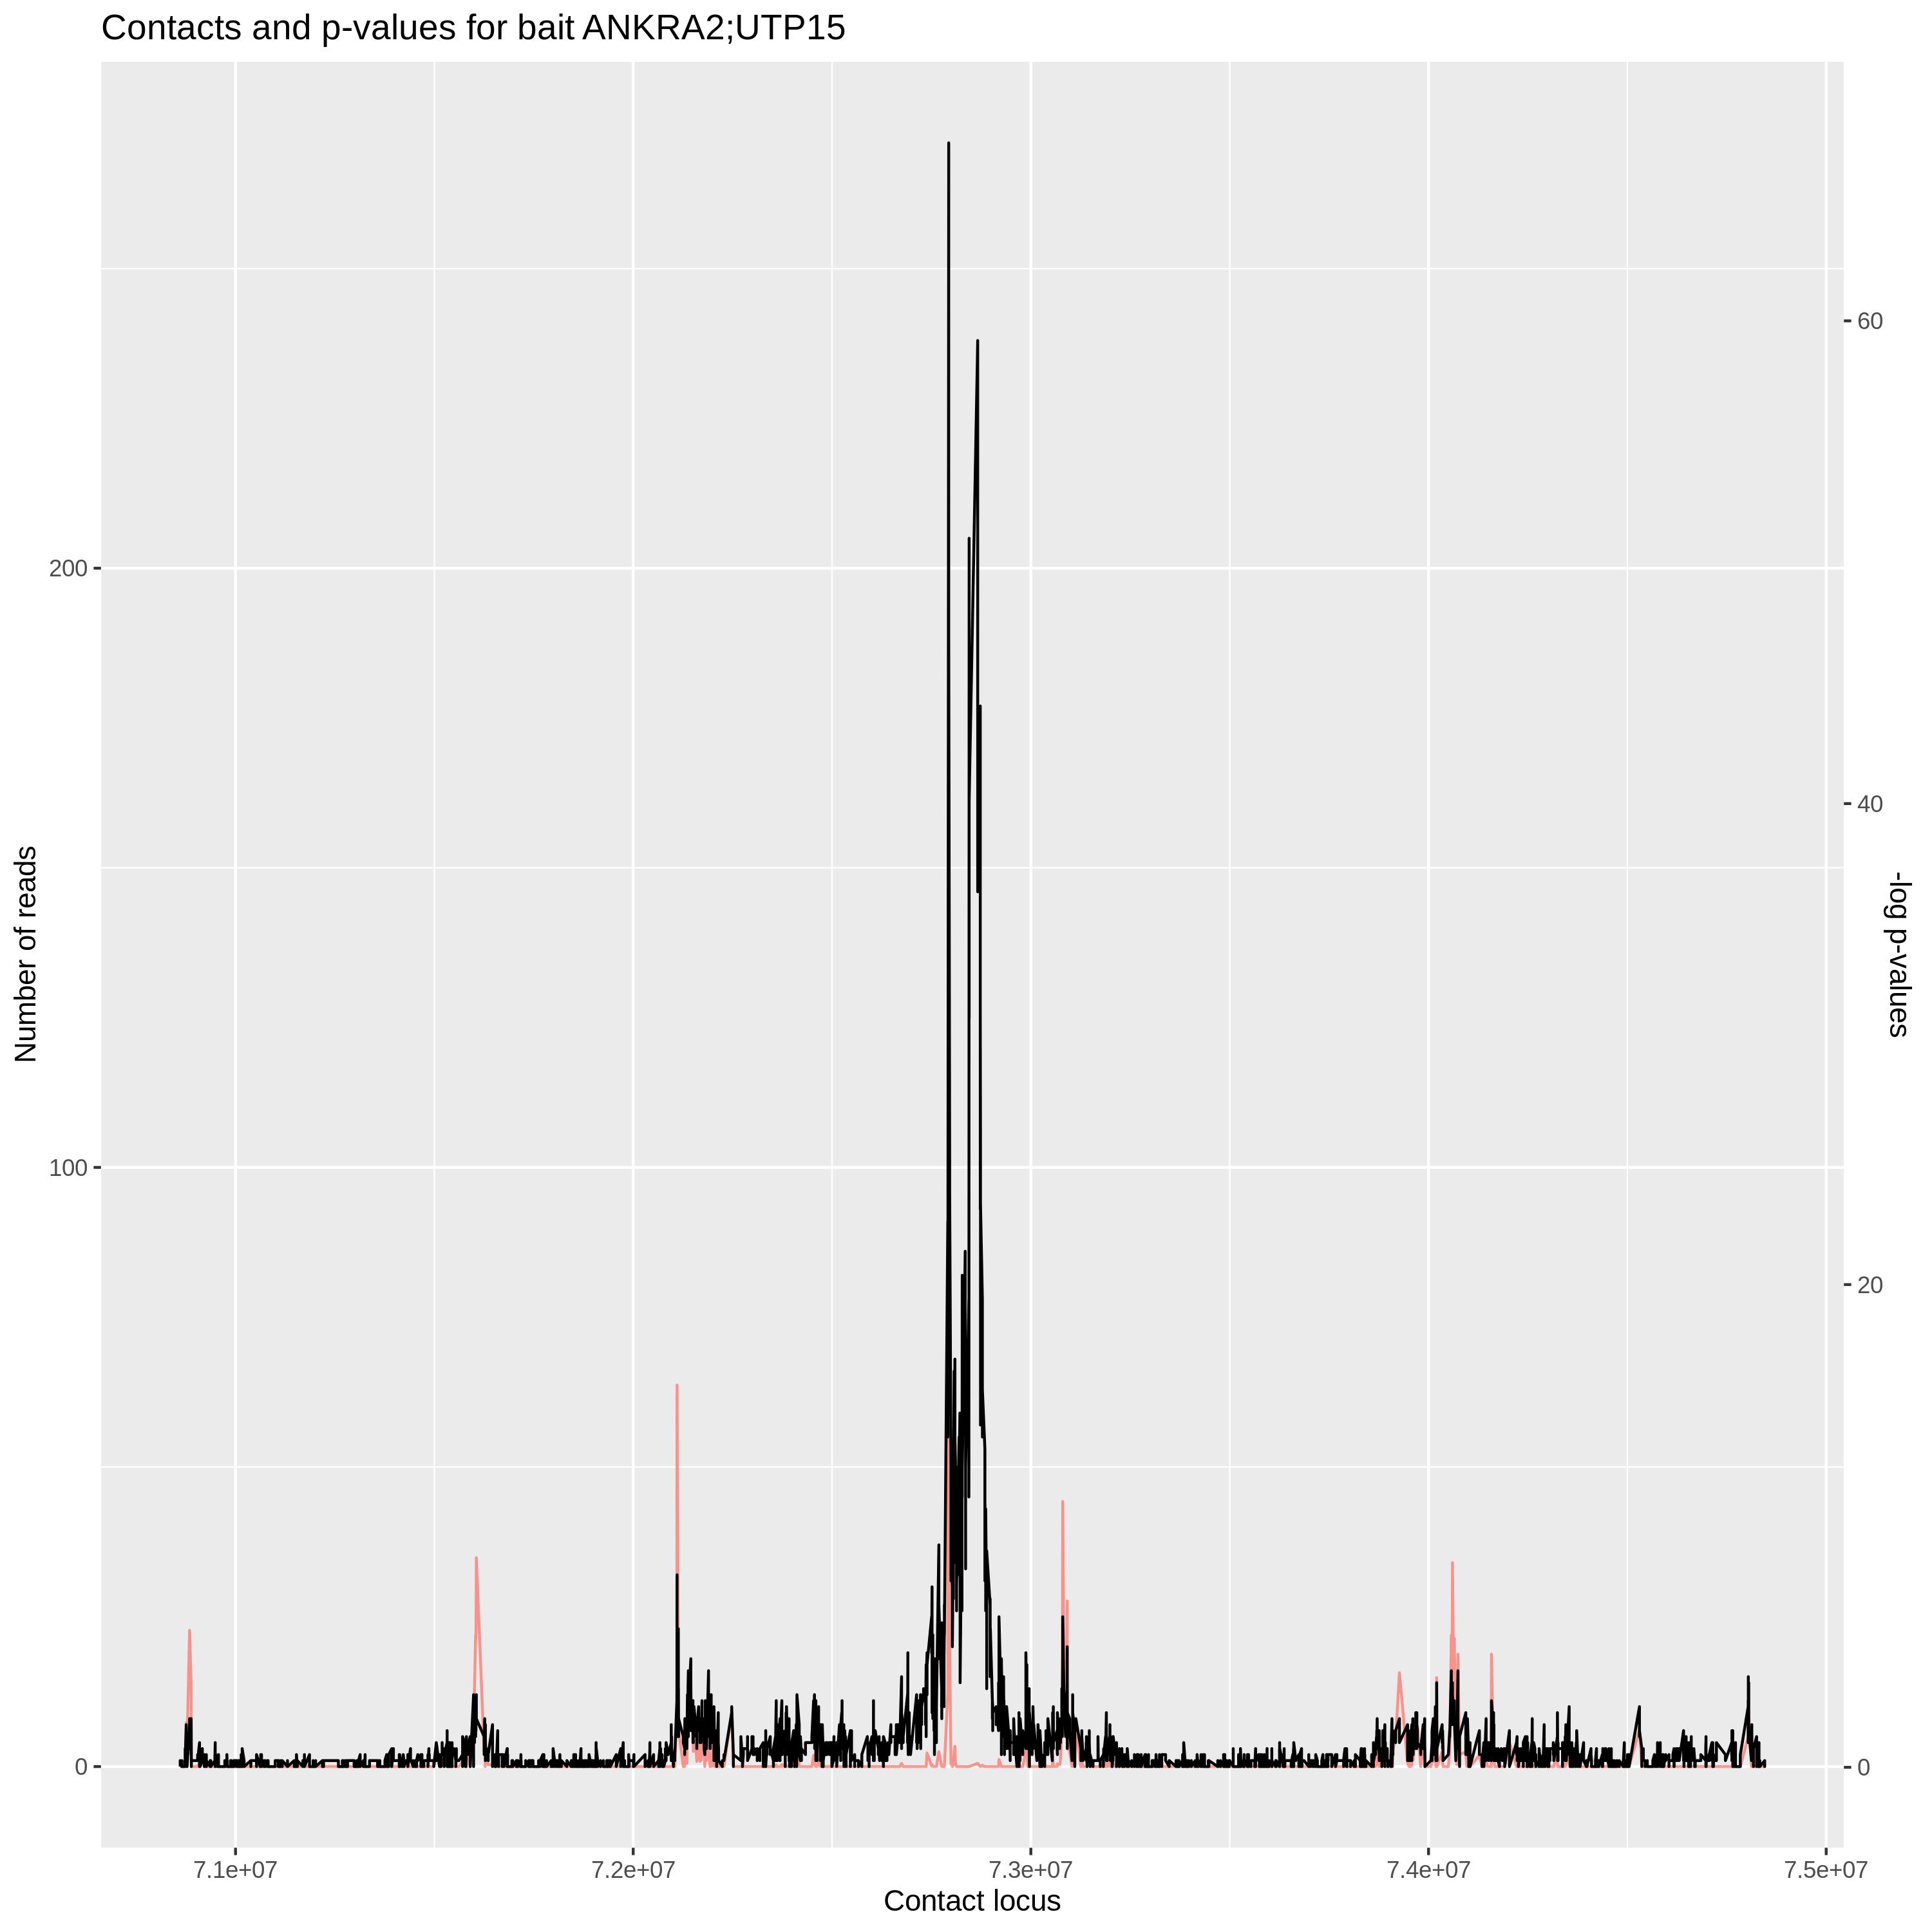 Contacts and p-values for bait ANKRA2;UTP15
Number of reads
200
100
0
60
40
20
0
-log p-values
7.1e+07
7.2e+07
7.3e+07
7.4e+07
7.5e+07
Contact locus